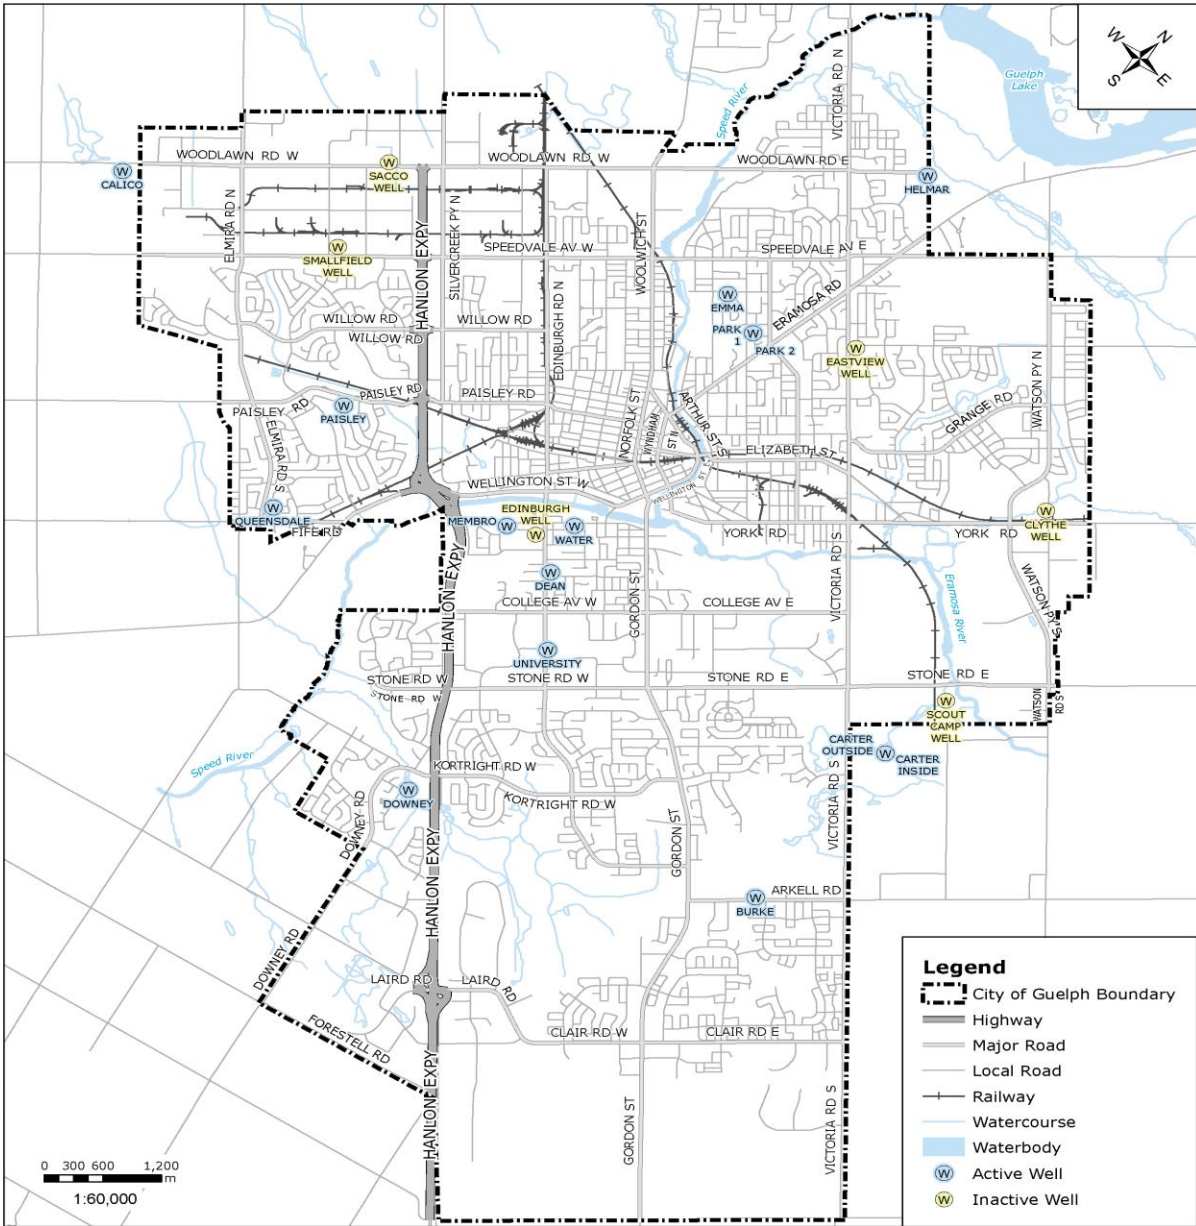 W
N
S
E
Guelph
Lake
Speed River
VICTORIA RD N
WOODLAWN RD W
W
SACCO
WELL
WOODLAWN RD W
WOODLAWN RD E
W
CALICO
W
HELMAR
ELMIRA RD N
HANLON EXPY
SILVERCREEK PY N
WOOLWICH ST
W
SMALLFIELD
WELL
SPEEDVALE AV W
SPEEDVALE AV E
EDINBURGH RD N
W
EMMA
ERAMOSA RD
WILLOW RD
WILLOW RD
WILLOW RD
PARK
1
W
PARK 2
W
EASTVIEW
WELL
WATSON PY N
PAISLEY RD
PAISLEY RD
PAISLEY RD
W
PAISLEY
ELMIRA RD S
NORFOLK ST
WYNDHAM
ST N
ARTHUR ST S
GRANGE RD
ELIZABETH ST
WELLINGTON ST W
WELLINGTON ST E
W
QUEENSDALE
FIFE RD
MEMBRO
W
EDINBURGH
WELL
W
W
WATER
YORK RD
YORK RD
W
CLYTHE
WELL
HANLON EXPY
W
DEAN
GORDON ST
VICTORIA RD S
Eramosa River
WATSON PY S
COLLEGE AV W
COLLEGE AV E
W
UNIVERSITY
STONE RD W
STONE RD W
STONE RD W
STONE RD E
STONE RD E
WATSON
RD S
W
SCOUT
CAMP
WELL
Speed River
CARTER
OUTSIDE
W
CARTER
INSIDE
KORTRIGHT RD W
KORTRIGHT RD W
W
DOWNEY
DOWNEY RD
HANLON EXPY
GORDON ST
VICTORIA RD S
W
BURKE
ARKELL RD
DOWNEY RD
LAIRD RD
LAIRD RD
FORESTELL RD
CLAIR RD W
CLAIR RD E
HANLON EXPY
GORDON ST
VICTORIA RD S
0 300 600 1,200
m
1:60,000
Legend
City of Guelph Boundary
Highway
Major Road
Local Road
Railway
Watercourse
Waterbody
W Active Well
W Inactive Well